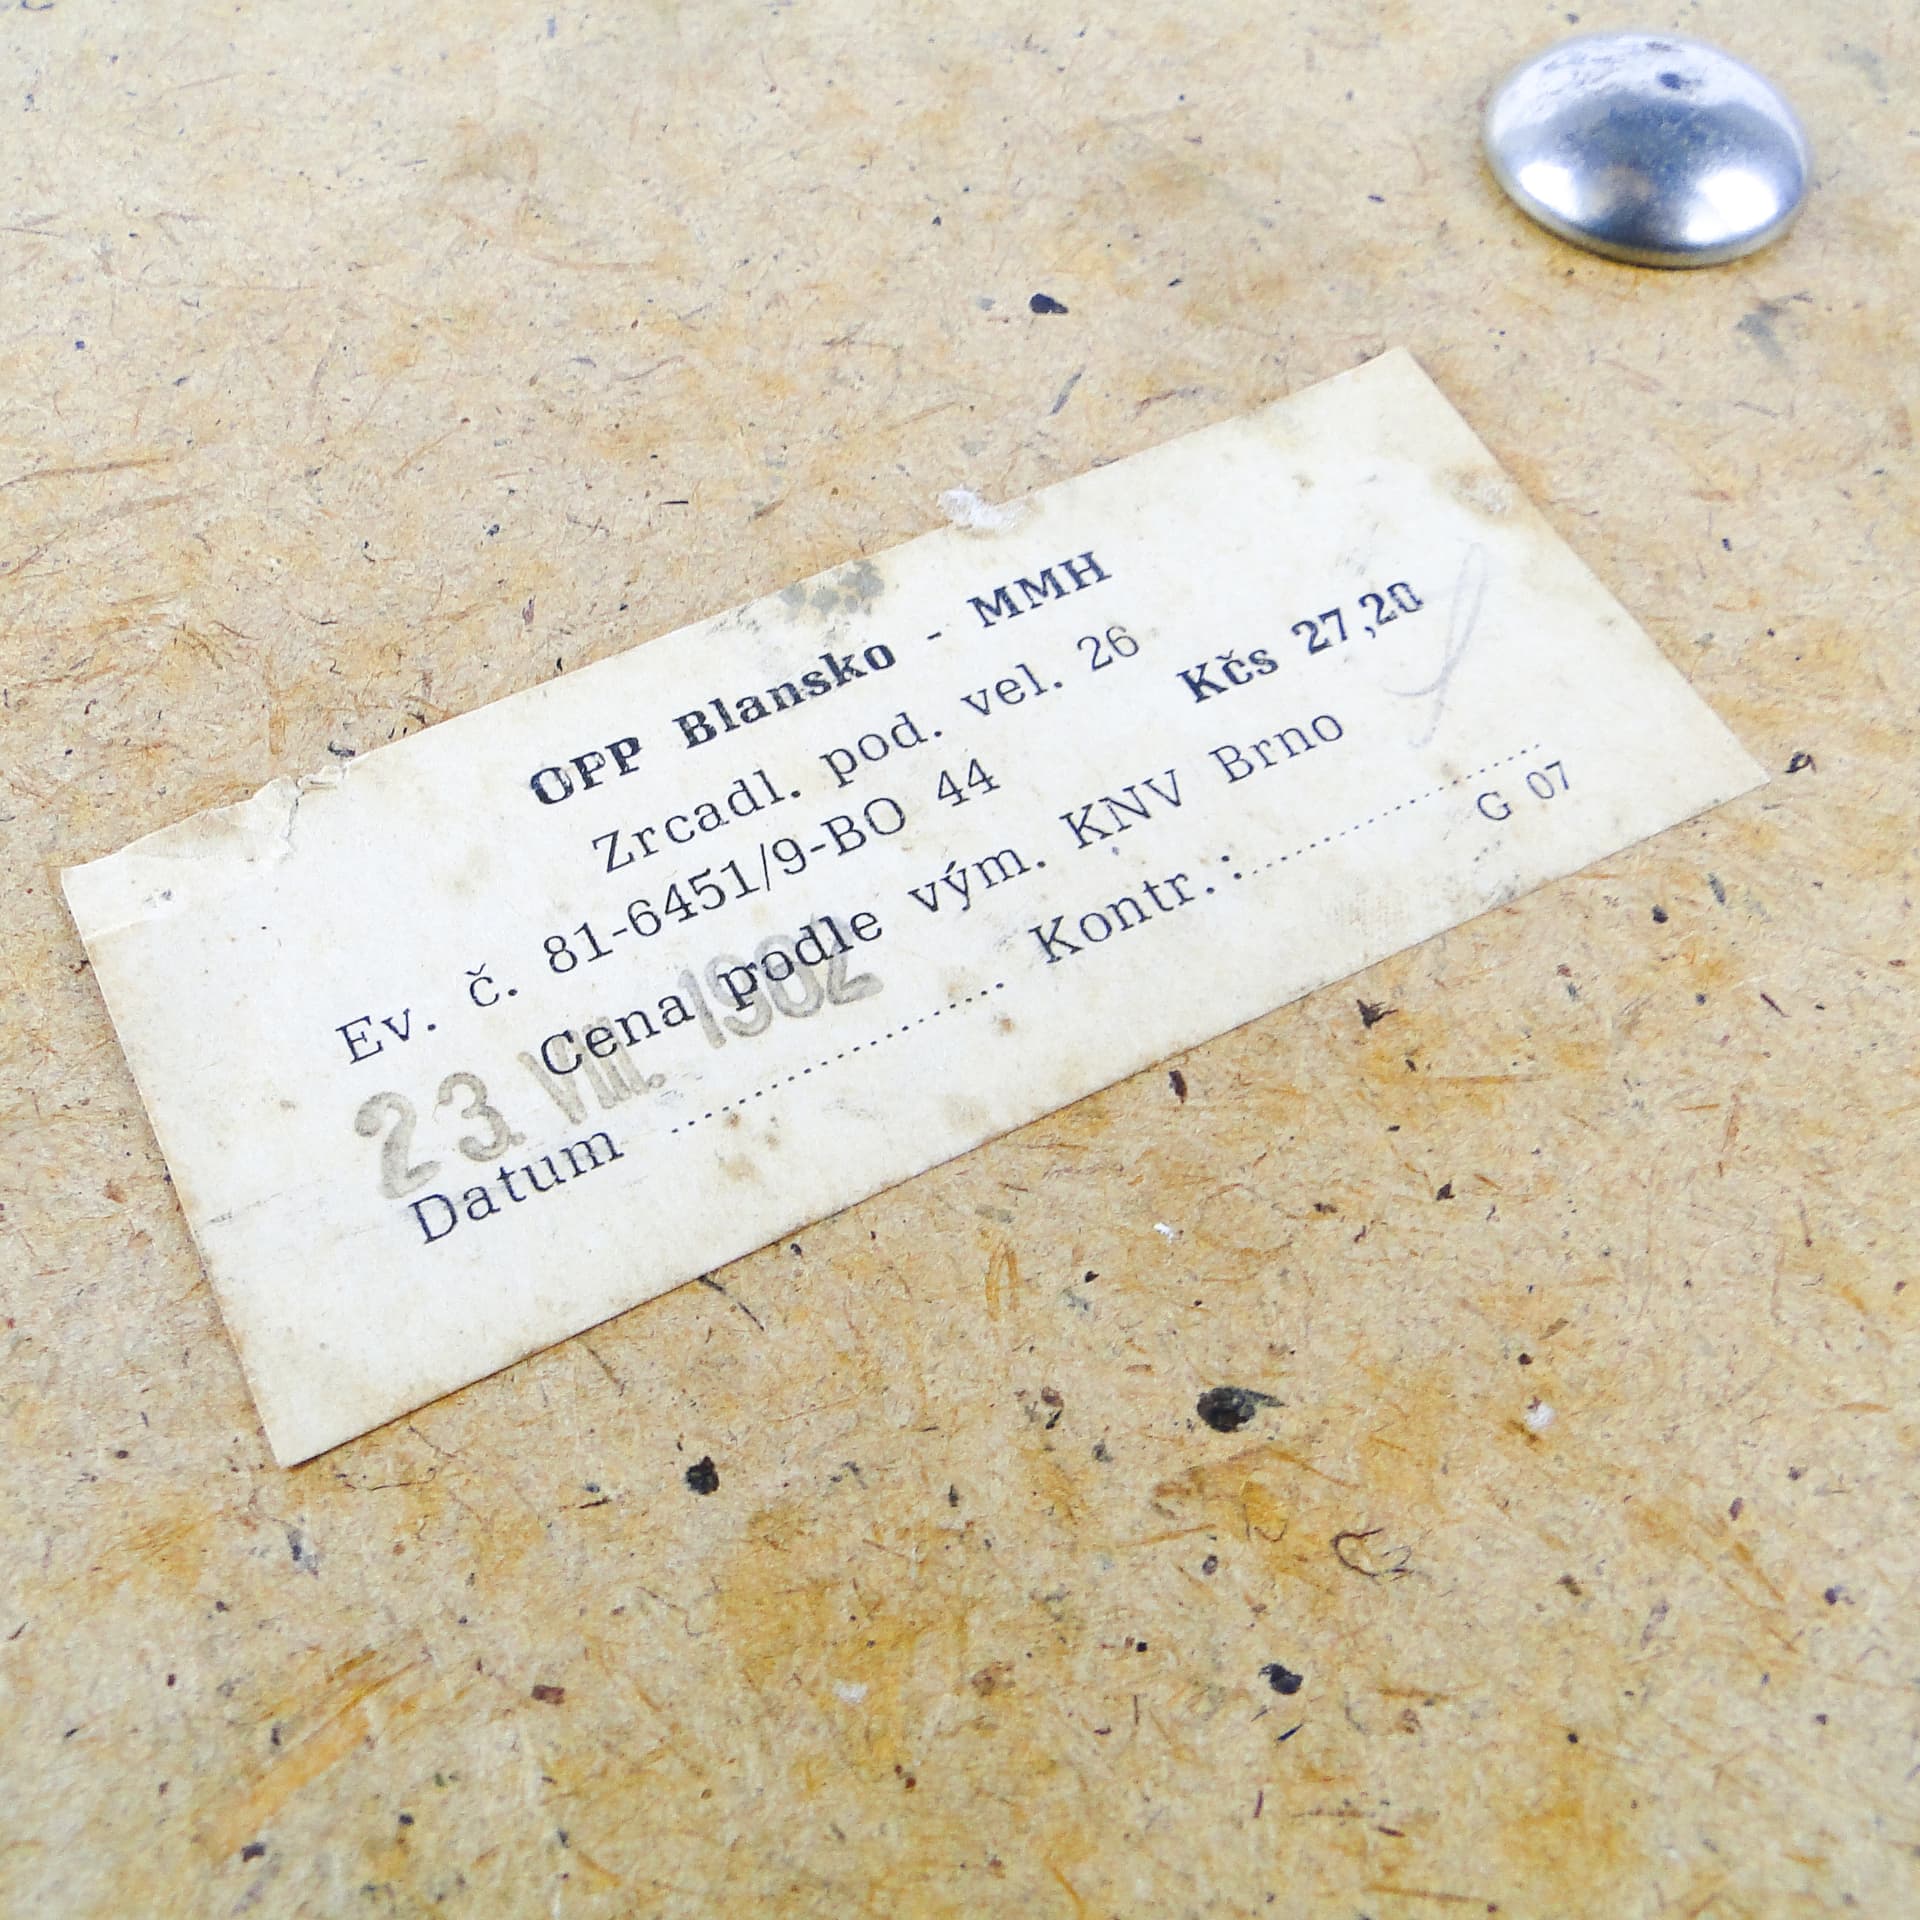 OPP Blansko - MMH
Zrcadl. pod. vel. 26
Ev. č. 81-6451/9-BO 44 Kčs 27,20
Cena podle vým. KNV Brno
23. VIII. 1982
Datum .................... Kontr.: ....................
G 07